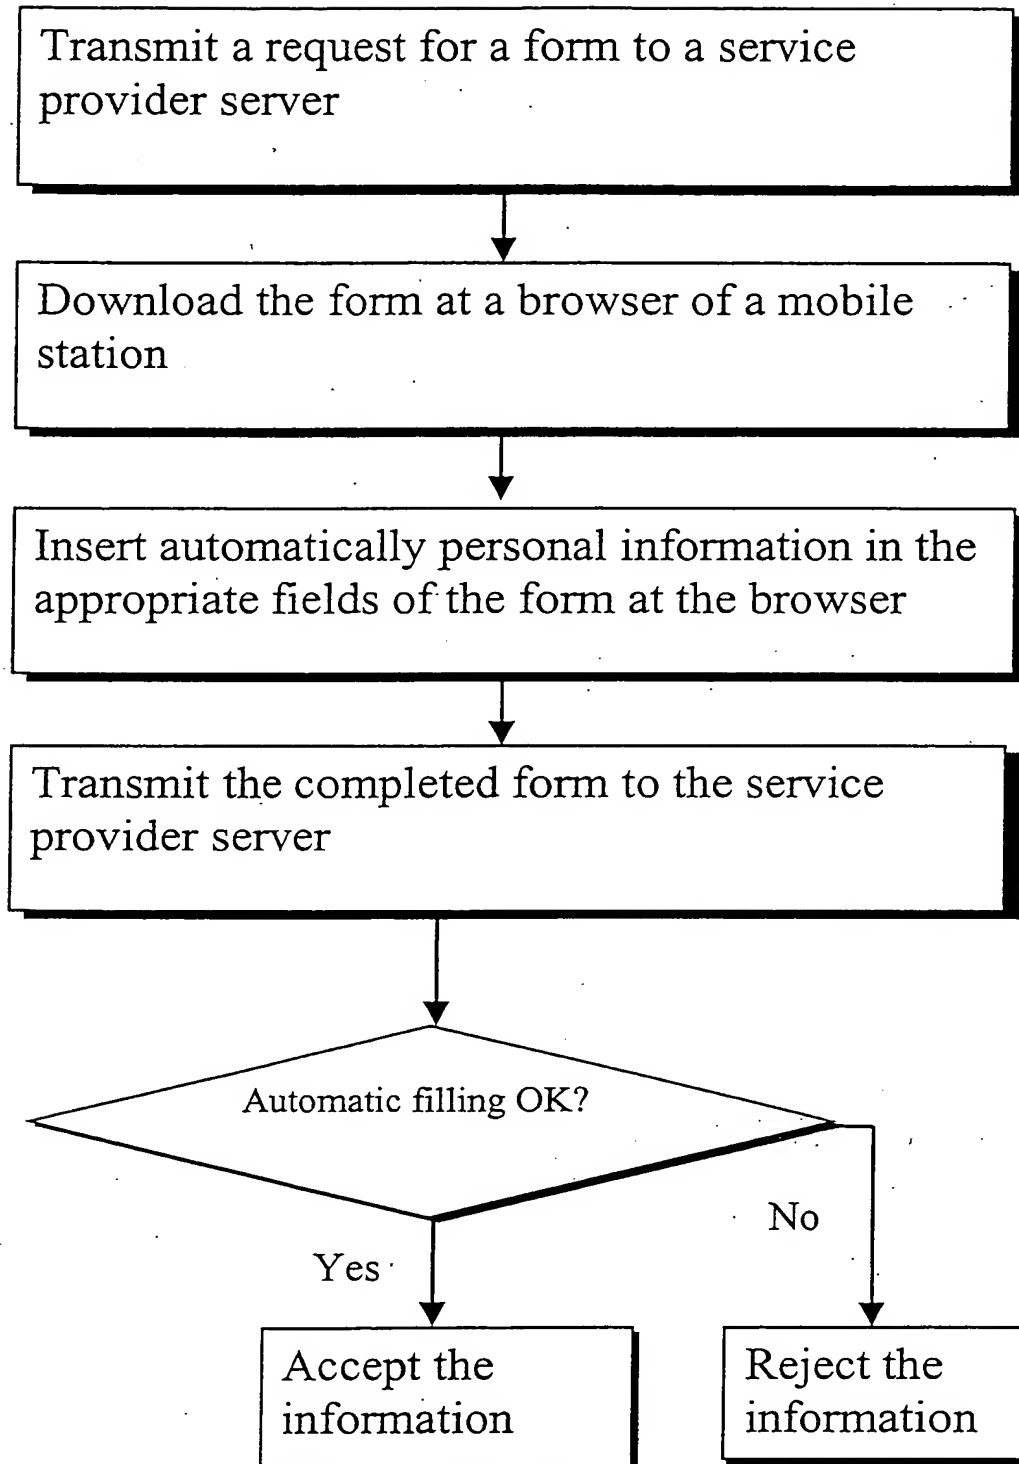 Transmit a request for a form to a service
provider server
Download the form at a browser of a mobile
station
Insert automatically personal information in the
appropriate fields of the form at the browser
Transmit the completed form to the service
provider server
Automatic filling OK?
No
Yes
Accept the
information
Reject the
information